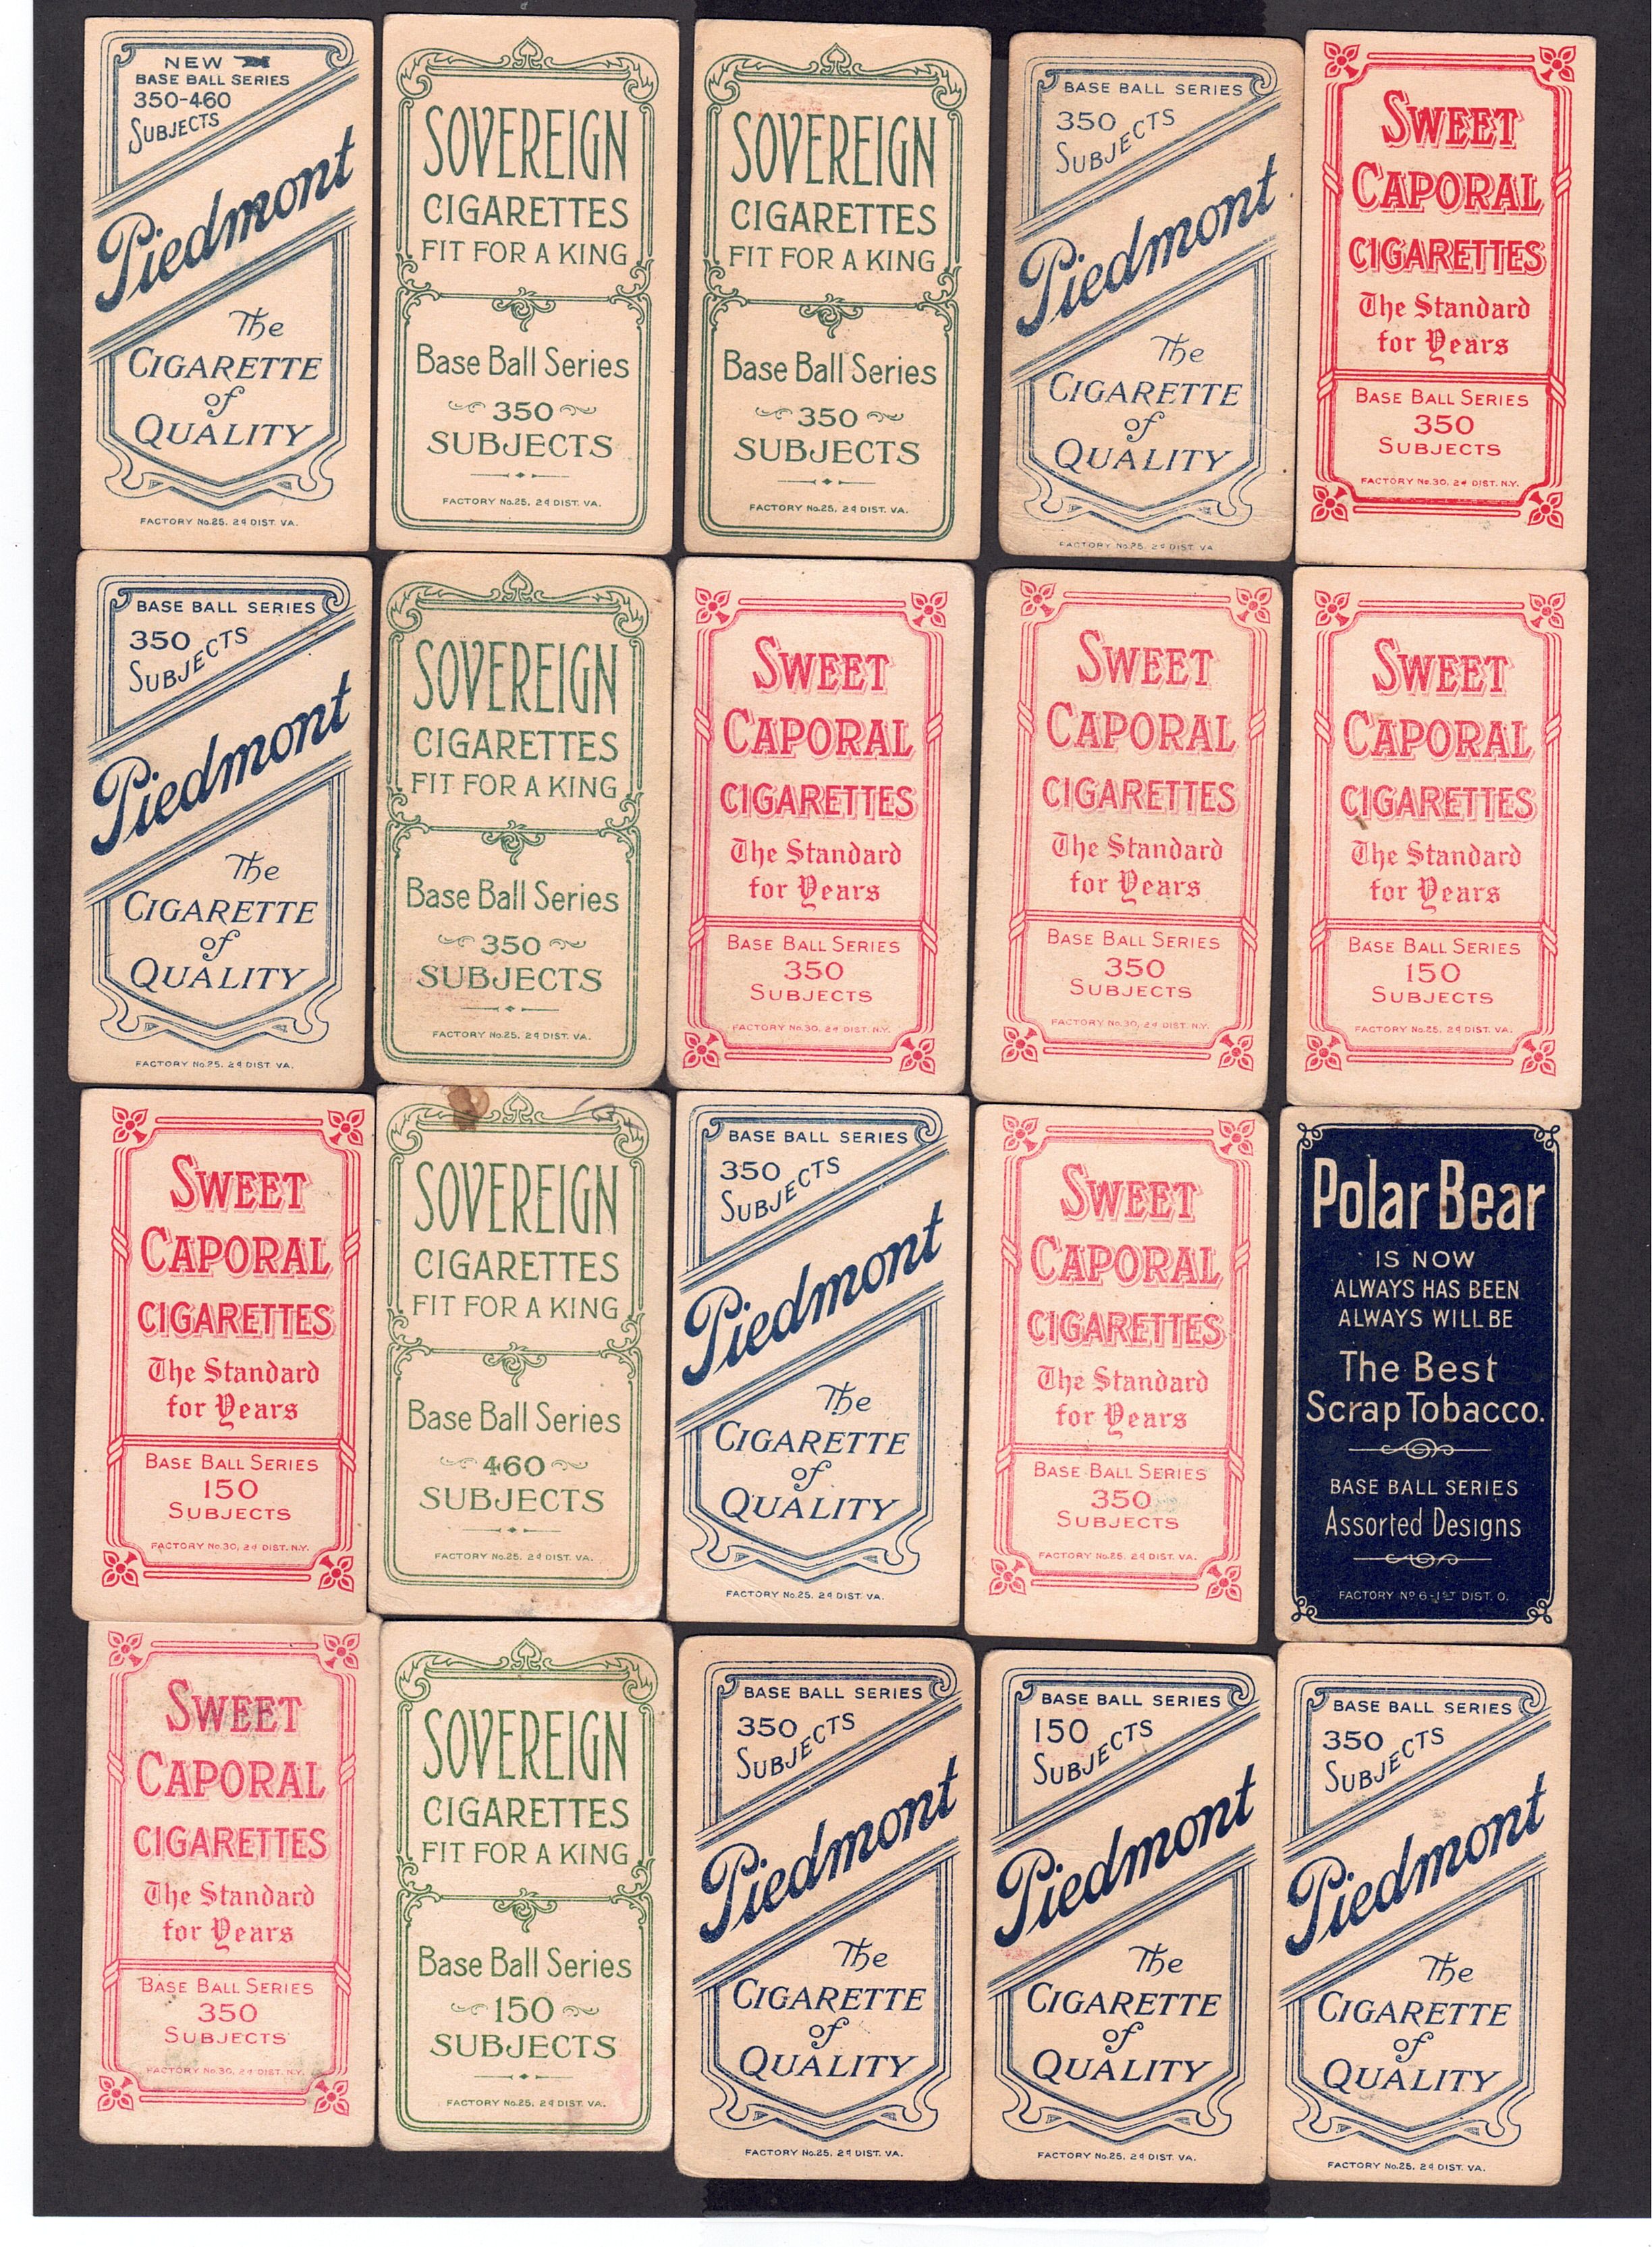 NEW
BASE BALL SERIES
350-460
SUBJECTS
Piedmont
The
CIGARETTE
of
QUALITY
FACTORY No.25. 2d DIST. VA.
SOVEREIGN
CIGARETTES
FIT FOR A KING
Base Ball Series
350
SUBJECTS
FACTORY No.25, 2d DIST. VA.
SOVEREIGN
CIGARETTES
FIT FOR A KING
Base Ball Series
350
SUBJECTS
FACTORY No.25, 2d DIST. VA.
BASE BALL SERIES
350
SUBJECTS
Piedmont
The
CIGARETTE
of
QUALITY
FACTORY No.25. 2d DIST. VA
SWEET
CAPORAL
CIGARETTES
The Standard
for Years
BASE BALL SERIES
350
SUBJECTS
FACTORY No.30, 2d DIST. N.Y.
BASE BALL SERIES
350
SUBJECTS
Piedmont
The
CIGARETTE
of
QUALITY
FACTORY No.25. 2d DIST. VA.
SOVEREIGN
CIGARETTES
FIT FOR A KING
Base Ball Series
350
SUBJECTS
FACTORY No.25. 2d DIST. VA.
SWEET
CAPORAL
CIGARETTES
The Standard
for Years
BASE BALL SERIES
350
SUBJECTS
FACTORY No.30, 2d DIST. N.Y.
SWEET
CAPORAL
CIGARETTES
The Standard
for Years
BASE BALL SERIES
350
SUBJECTS
FACTORY No.30, 2d DIST. N.Y.
SWEET
CAPORAL
CIGARETTES
The Standard
for Years
BASE BALL SERIES
150
SUBJECTS
FACTORY No.25. 2d DIST. VA.
SWEET
CAPORAL
CIGARETTES
The Standard
for Years
BASE BALL SERIES
150
SUBJECTS
FACTORY No.30, 2d DIST. N.Y.
SOVEREIGN
CIGARETTES
FIT FOR A KING
Base Ball Series
460
SUBJECTS
FACTORY No.25. 2d DIST. VA.
BASE BALL SERIES
350
SUBJECTS
Piedmont
The
CIGARETTE
of
QUALITY
FACTORY No.25. 2d DIST. VA.
SWEET
CAPORAL
CIGARETTES
The Standard
for Years
BASE BALL SERIES
350
SUBJECTS
FACTORY No.25. 2d DIST. VA.
Polar Bear
IS NOW
ALWAYS HAS BEEN
ALWAYS WILL BE
The Best
Scrap Tobacco.
BASE BALL SERIES
Assorted Designs
FACTORY No 6-1ST DIST. O.
SWEET
CAPORAL
CIGARETTES
The Standard
for Years
BASE BALL SERIES
350
SUBJECTS
FACTORY No.30, 2d DIST. N.Y.
SOVEREIGN
CIGARETTES
FIT FOR A KING
Base Ball Series
150
SUBJECTS
FACTORY No.25. 2d DIST. VA.
BASE BALL SERIES
350
SUBJECTS
Piedmont
The
CIGARETTE
of
QUALITY
FACTORY No.25. 2d DIST. VA.
BASE BALL SERIES
150
SUBJECTS
Piedmont
The
CIGARETTE
of
QUALITY
FACTORY No.25. 2d DIST. VA.
BASE BALL SERIES
350
SUBJECTS
Piedmont
The
CIGARETTE
of
QUALITY
FACTORY No.25. 2d DIST. VA.